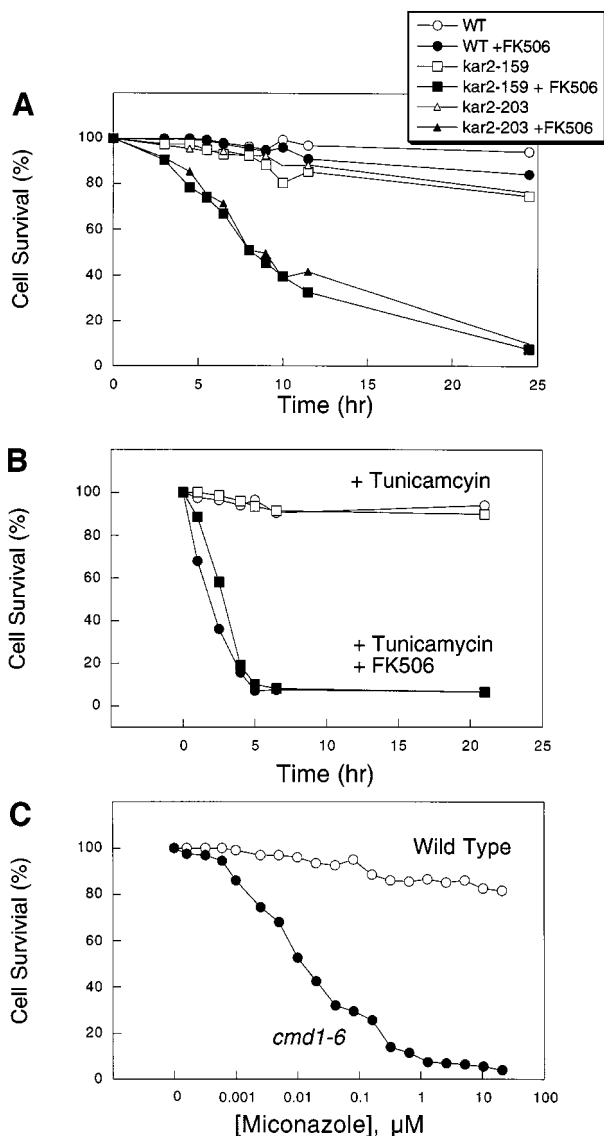 WT
WT +FK506
kar2-159
kar2-159 + FK506
kar2-203
kar2-203 +FK506
A
Cell Survival (%)
100
80
60
40
20
0
0 5 10 15 20 25
Time (hr)
B
Cell Survival (%)
100
80
60
40
20
0
+ Tunicamcyin
+ Tunicamycin
+ FK506
0 5 10 15 20 25
Time (hr)
C
Cell Survivial (%)
100
80
60
40
20
0
Wild Type
cmd1-6
0 0.001 0.01 0.1 1 10 100
[Miconazole], µM